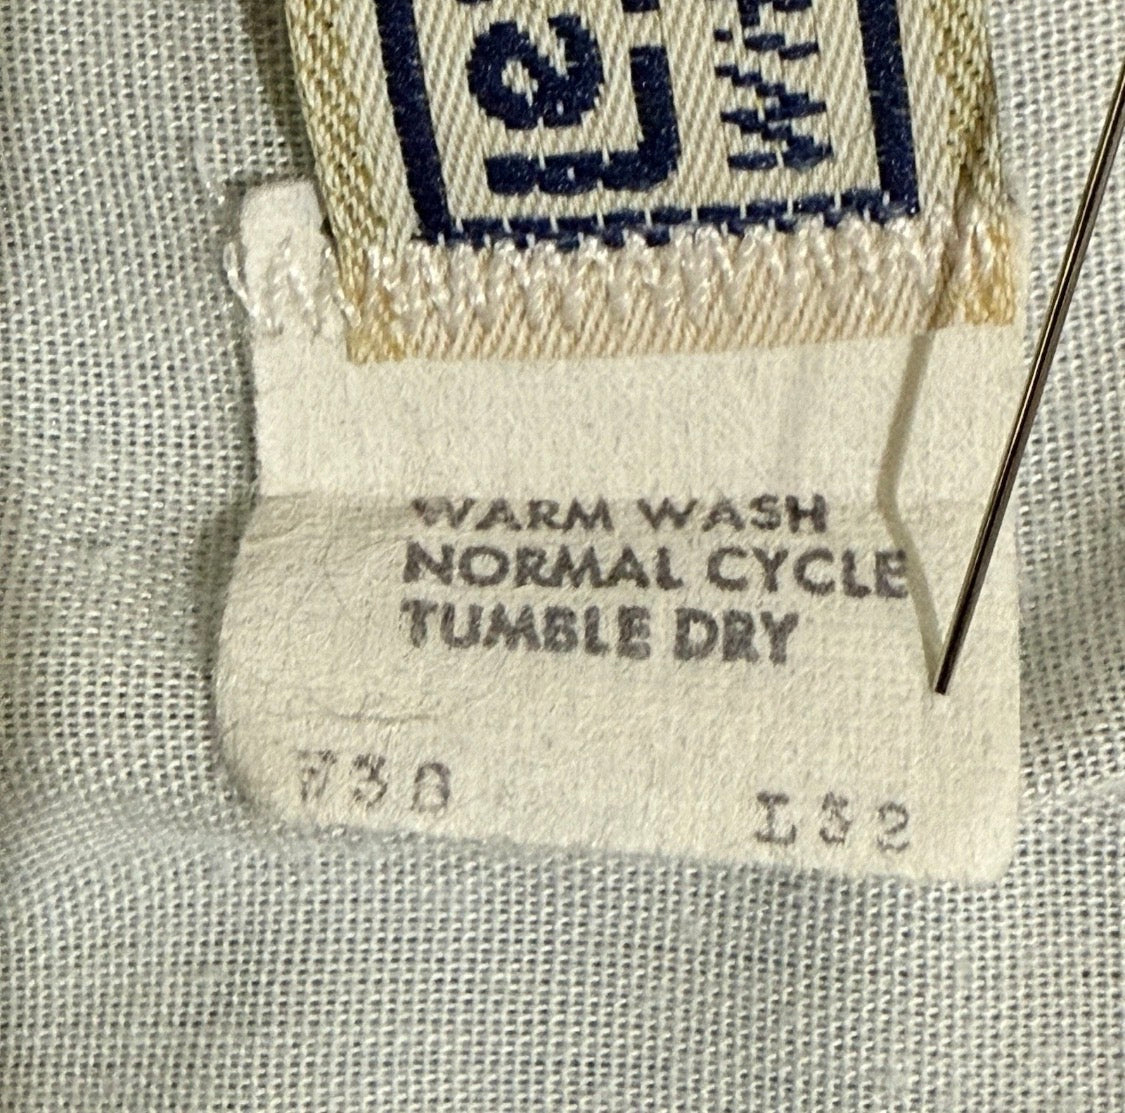 WARM WASH
NORMAL CYCLE
TUMBLE DRY
W38 L32